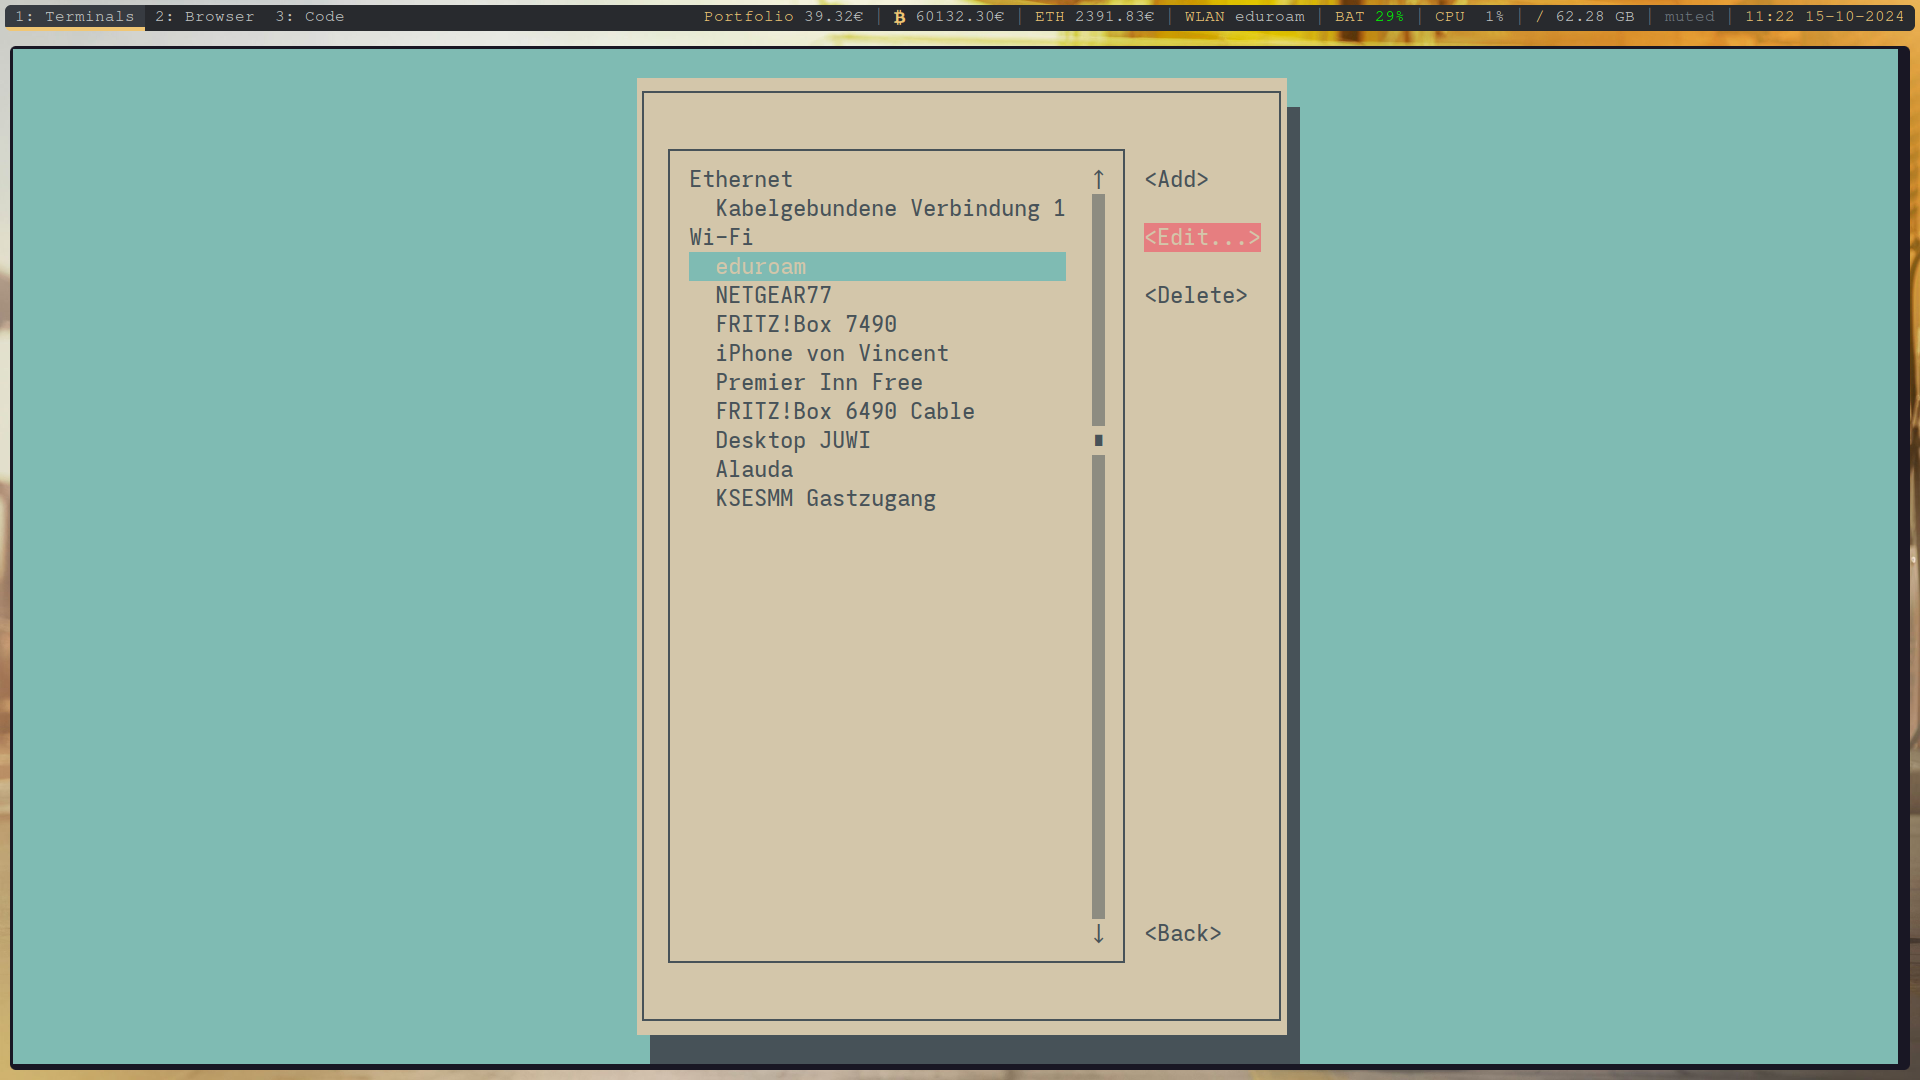 1: Terminals 2: Browser 3: Code Portfolio 39.32€ | ₿ 60132.30€ | ETH 2391.83€ | WLAN eduroam | BAT 29% | CPU 1% | / 62.28 GB | muted | 11:22 15-10-2024
Ethernet ↑ <Add>
Kabelgebundene Verbindung 1
Wi-Fi <Edit...>
eduroam
NETGEAR77 <Delete>
FRITZ!Box 7490
iPhone von Vincent
Premier Inn Free
FRITZ!Box 6490 Cable
Desktop JUWI
Alauda
KSESMM Gastzugang
↓ <Back>